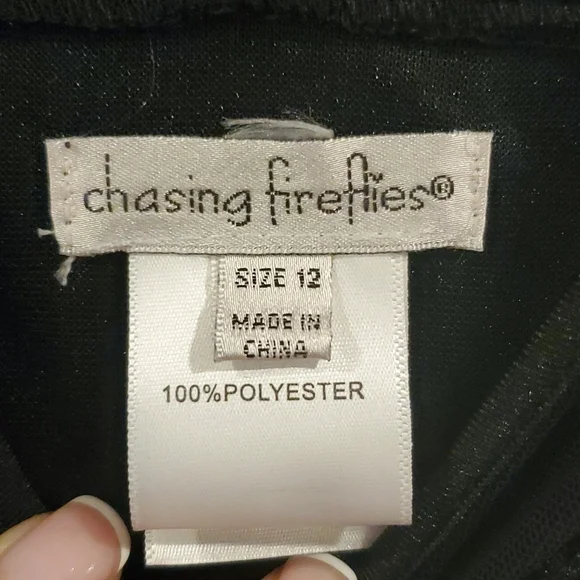 chasing fireflies®
SIZE 12
MADE IN
CHINA
100%POLYESTER